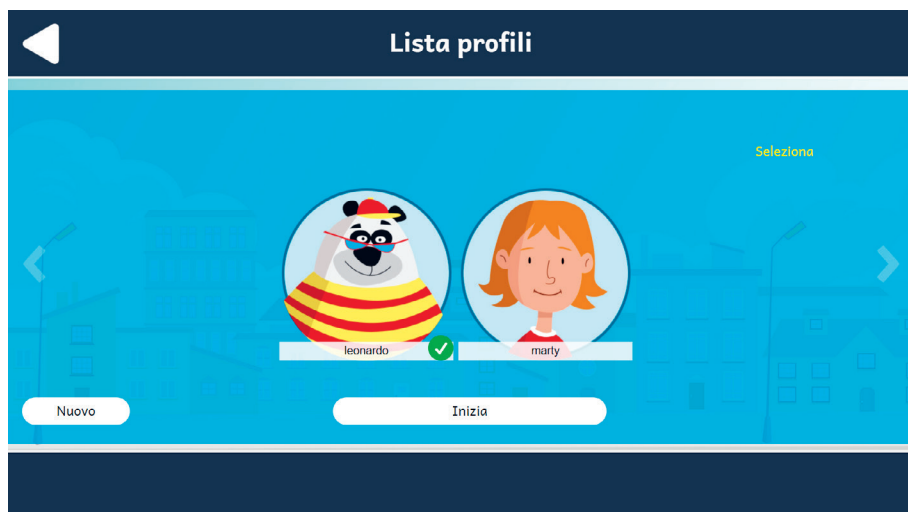 Lista profili
Seleziona
leonardo
marty
Nuovo
Inizia